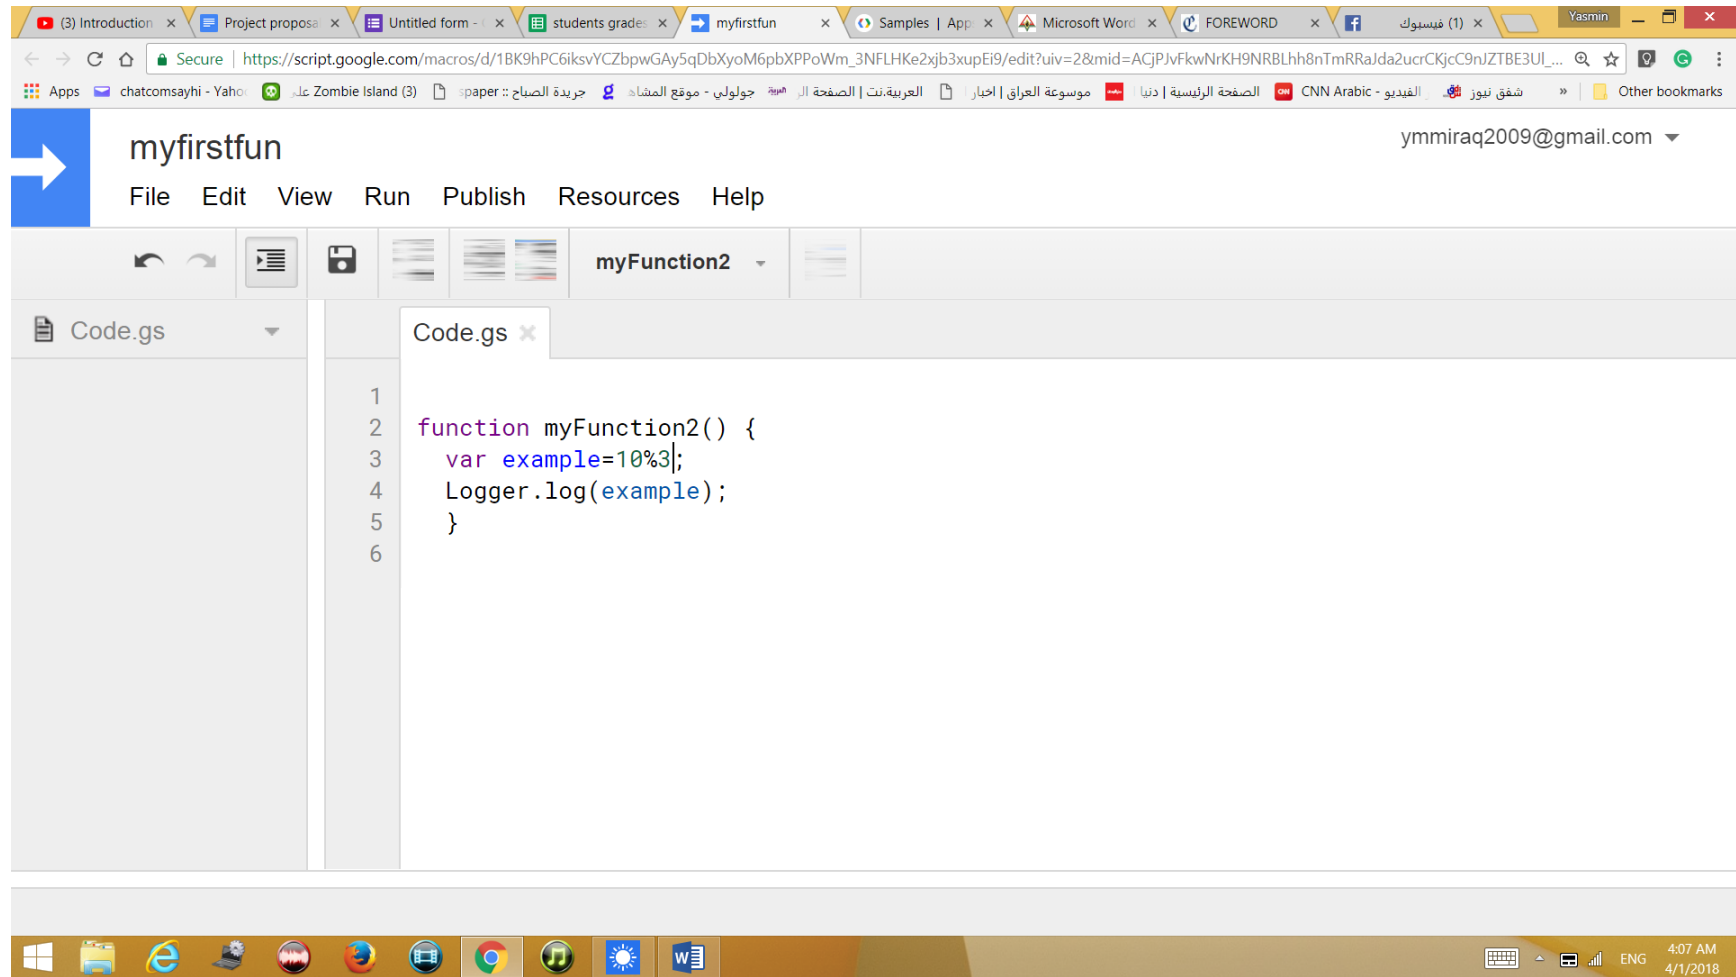 (3) Introduction
Project proposa
Untitled form -
students grades
myfirstfun
Samples | App
Microsoft Word
FOREWORD
(1) فيسبوك
Yasmin
Secure https://script.google.com/macros/d/1BK9hPC6iksvYCZbpwGAy5qDbXyoM6pbXPPoWm_3NFLHKe2xjb3xupEi9/edit?uiv=2&mid=ACjPJvFkwNrKH9NRBLhh8nTmRRaJda2ucrCKjcC9nJZTBE3Ul_...
Apps
chatcomsayhi - Yaho
Zombie Island (3)
جريدة الصباح :: spaper
جولولي - موقع المشاه
العربية.نت | الصفحة الر
موسوعة العراق | اخبار
الصفحة الرئيسية | دنيا
CNN Arabic - الفيديو
شفق نيوز
»
Other bookmarks
myfirstfun
ymmiraq2009@gmail.com
File Edit View Run Publish Resources Help
myFunction2
Code.gs
Code.gs
1
2 function myFunction2() {
3 var example=10%3;
4 Logger.log(example);
5 }
6
ENG
4:07 AM
4/1/2018